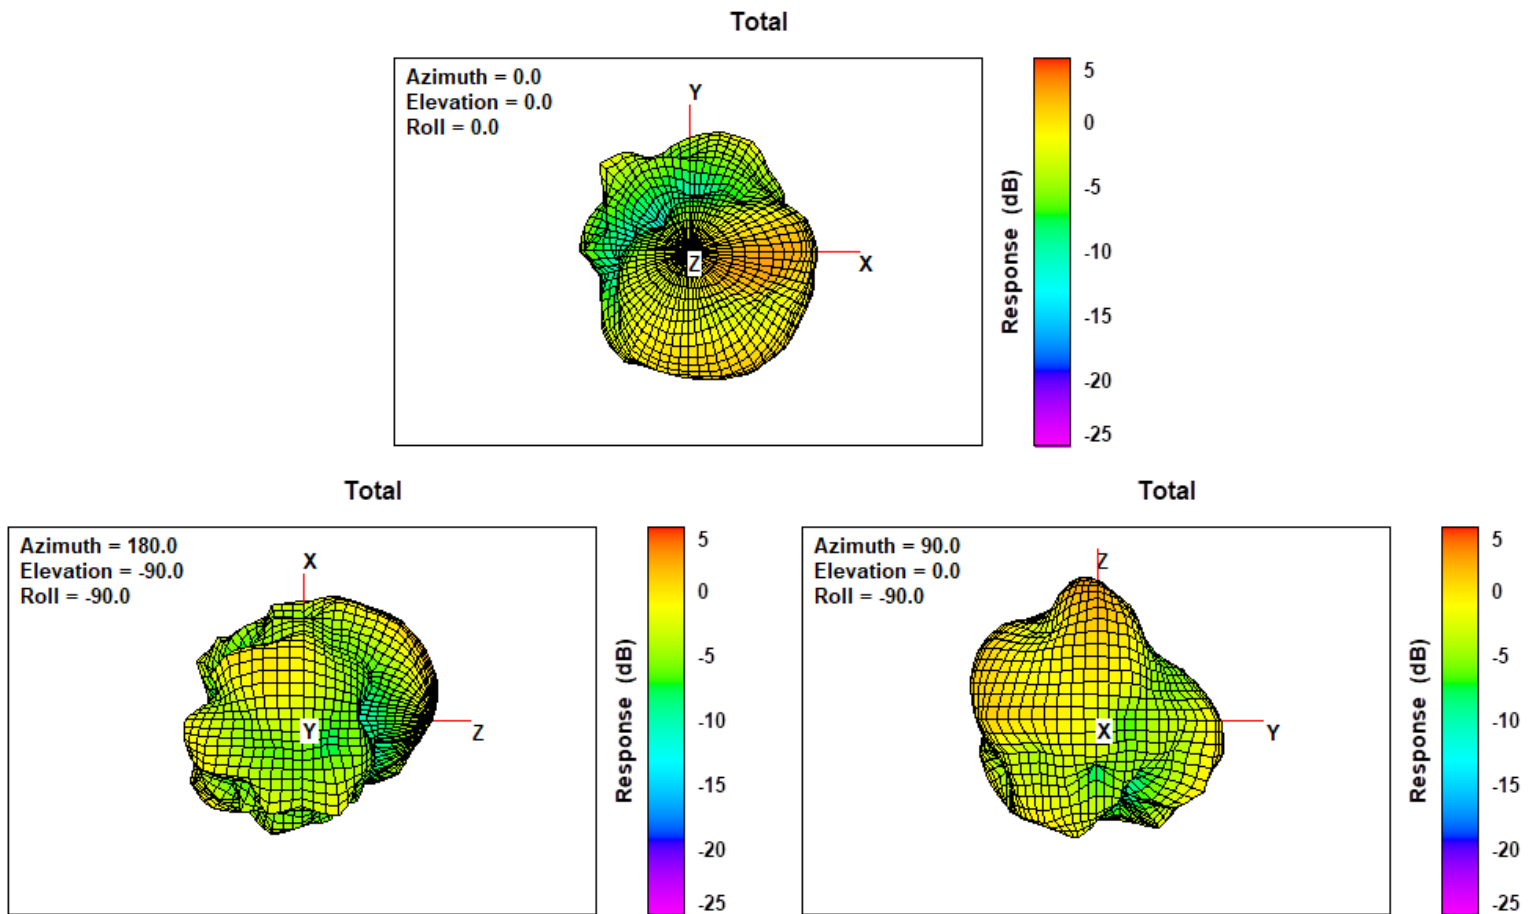 Total
Azimuth = 0.0
Elevation = 0.0
Roll = 0.0
Y
X
Z
5
0
-5
-10
-15
-20
-25
Response (dB)
Total
Azimuth = 180.0
Elevation = -90.0
Roll = -90.0
X
Y
Z
5
0
-5
-10
-15
-20
-25
Response (dB)
Total
Azimuth = 90.0
Elevation = 0.0
Roll = -90.0
Z
X
Y
5
0
-5
-10
-15
-20
-25
Response (dB)